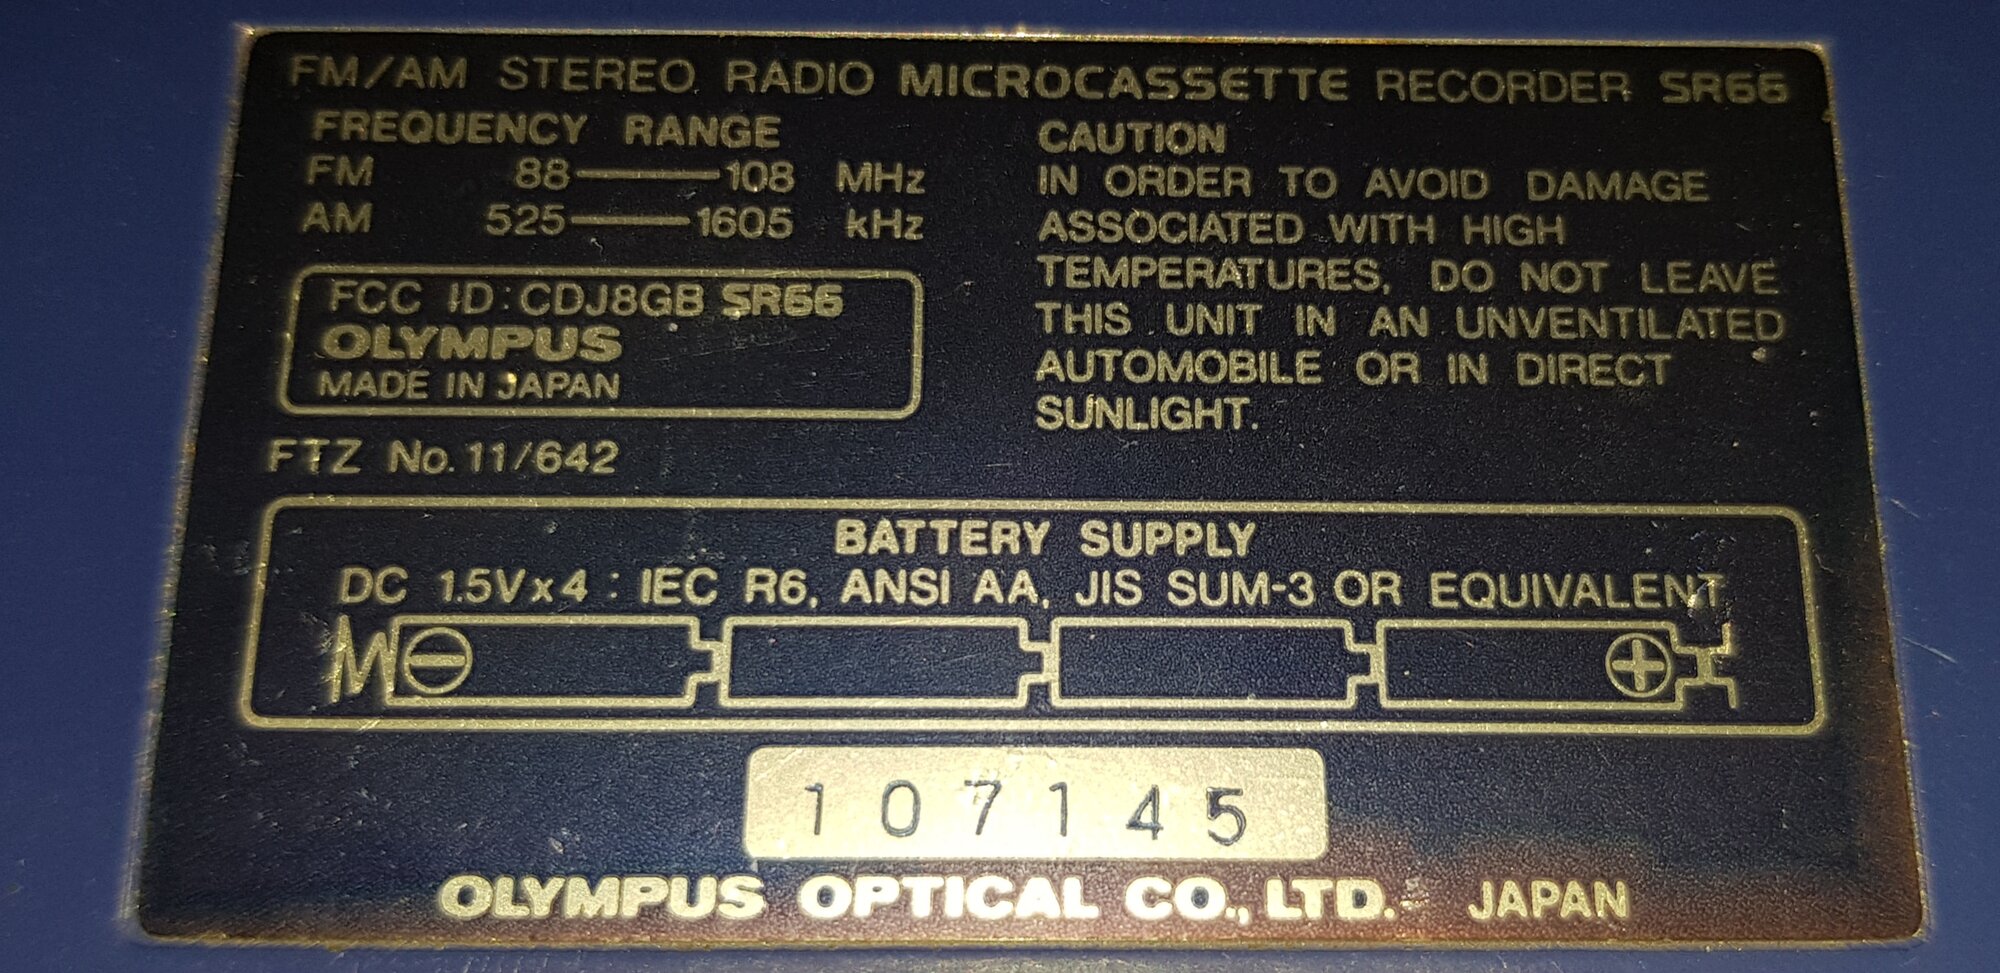 FM/AM STEREO RADIO MICROCASSETTE RECORDER SR66
FREQUENCY RANGE
FM 88——108 MHz
AM 525——1605 kHz
FCC ID: CDJ8GB SR66
OLYMPUS
MADE IN JAPAN
FTZ No. 11/642
CAUTION
IN ORDER TO AVOID DAMAGE
ASSOCIATED WITH HIGH
TEMPERATURES, DO NOT LEAVE
THIS UNIT IN AN UNVENTILATED
AUTOMOBILE OR IN DIRECT
SUNLIGHT.
BATTERY SUPPLY
DC 1.5V x 4 : IEC R6, ANSI AA, JIS SUM-3 OR EQUIVALENT
107145
OLYMPUS OPTICAL CO., LTD. JAPAN